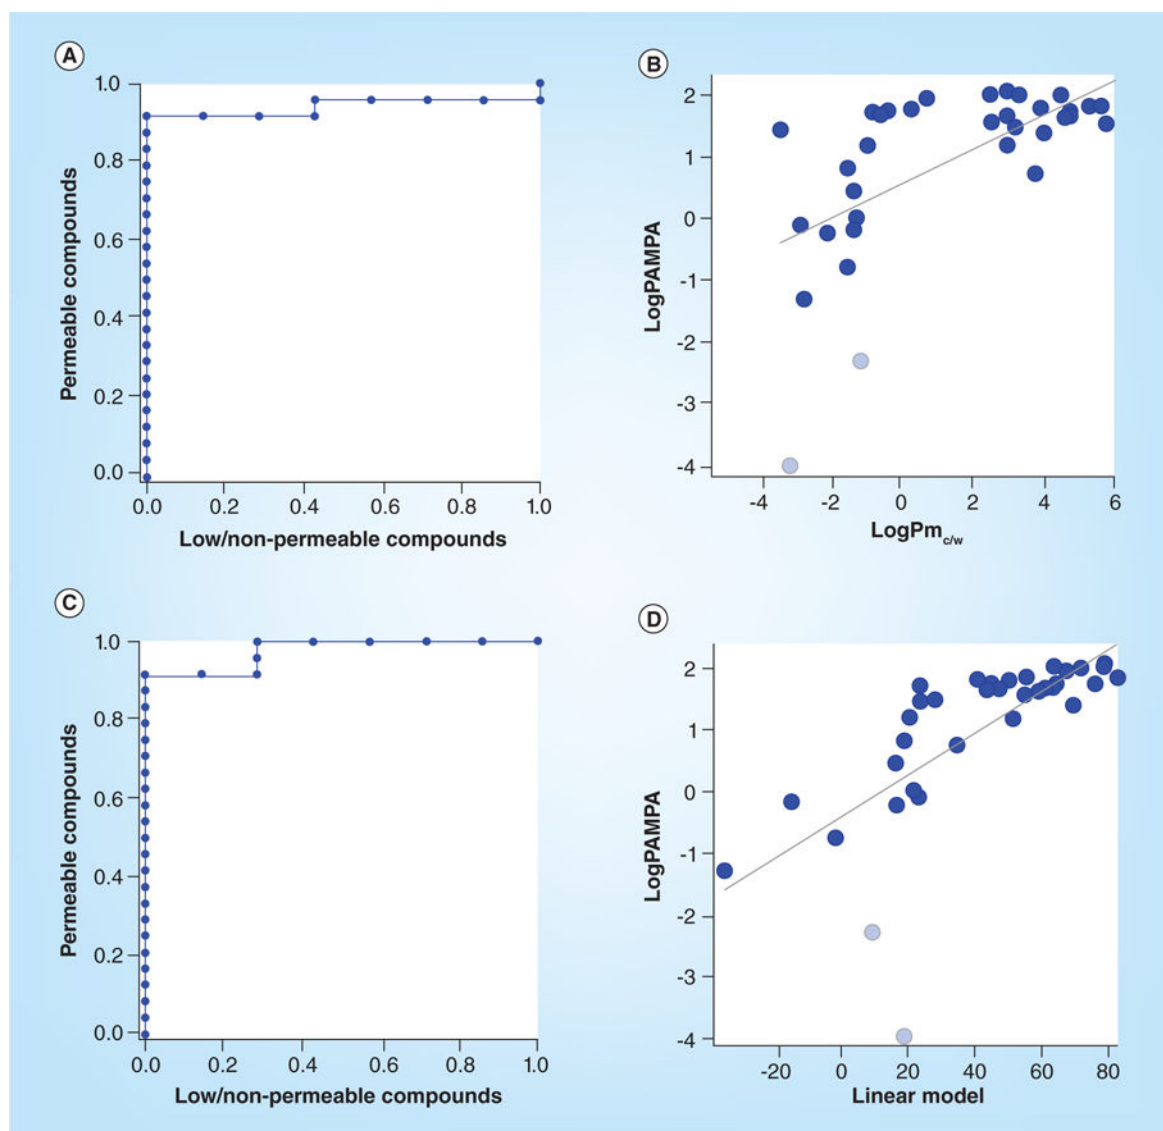 A
1.0
0.8
0.6
0.4
0.2
0.0
Permeable compounds
0.0 0.2 0.4 0.6 0.8 1.0
Low/non-permeable compounds
B
2
1
0
-1
-2
-3
-4
LogPAMPA
-4 -2 0 2 4 6
LogPm c/w
C
1.0
0.8
0.6
0.4
0.2
0.0
Permeable compounds
0.0 0.2 0.4 0.6 0.8 1.0
Low/non-permeable compounds
D
2
1
0
-1
-2
-3
-4
LogPAMPA
-20 0 20 40 60 80
Linear model